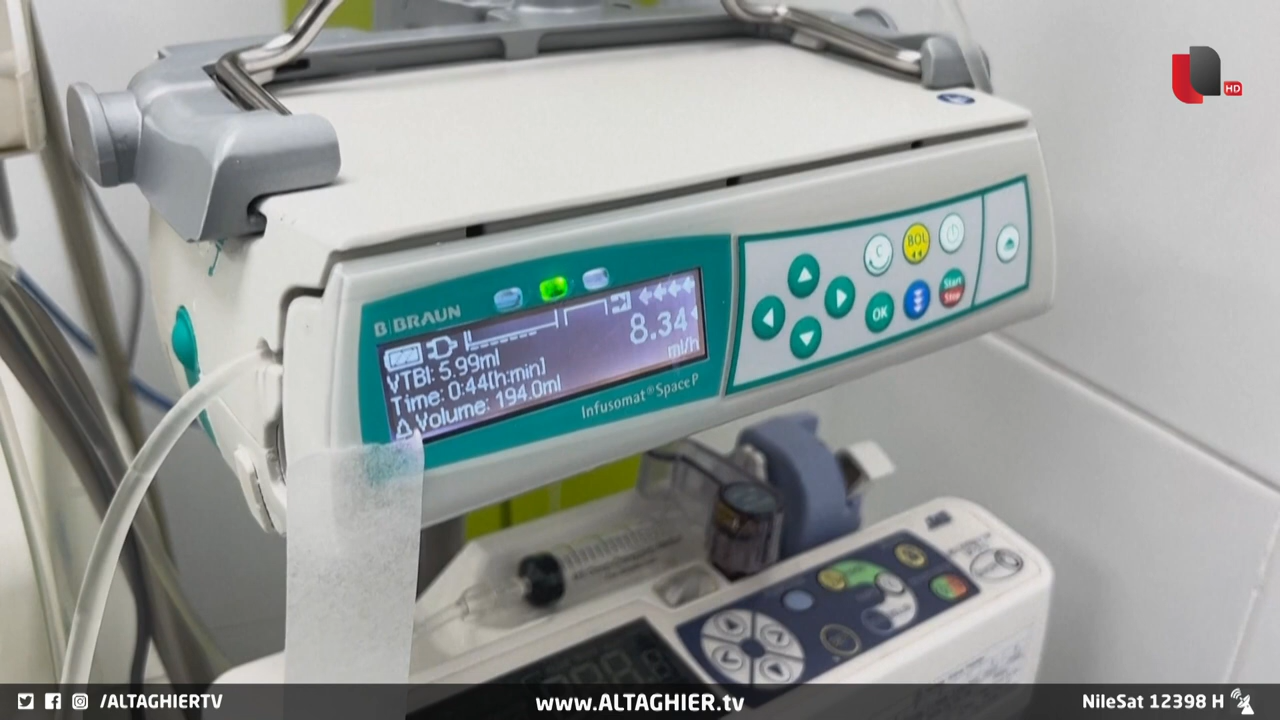 HD
B|BRAUN
8.34
ml/h
VTBI: 5.99ml
Time: 0:44[h:min]
Δ Volume: 194.0ml
Infusomat® Space P
C
BOL
OK
Start
Stop
/ALTAGHIERTV
www.ALTAGHIER.tv
NileSat 12398 H